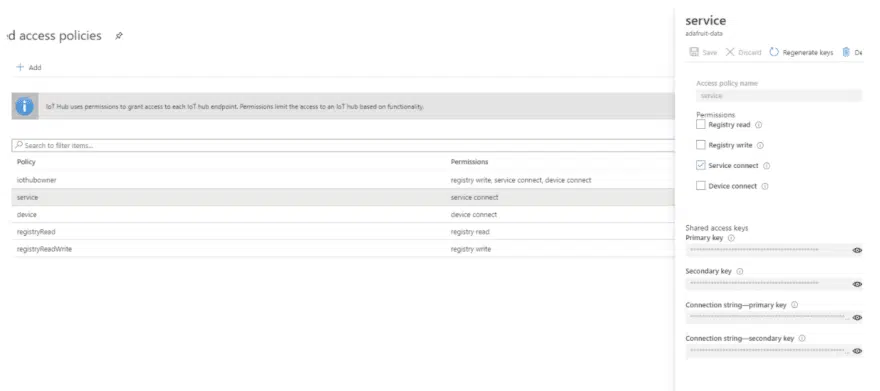 d access policies
+ Add
IoT Hub uses permissions to grant access to each IoT hub endpoint. Permissions limit the access to an IoT hub based on functionality.
Search to filter items...
Policy Permissions
iothubowner registry write, service connect, device connect
service service connect
device device connect
registryRead registry read
registryReadWrite registry write
service
adafruit-data
Save Discard Regenerate keys De
Access policy name
service
Permissions
Registry read
Registry write
Service connect
Device connect
Shared access keys
Primary key
Secondary key
Connection string—primary key
Connection string—secondary key